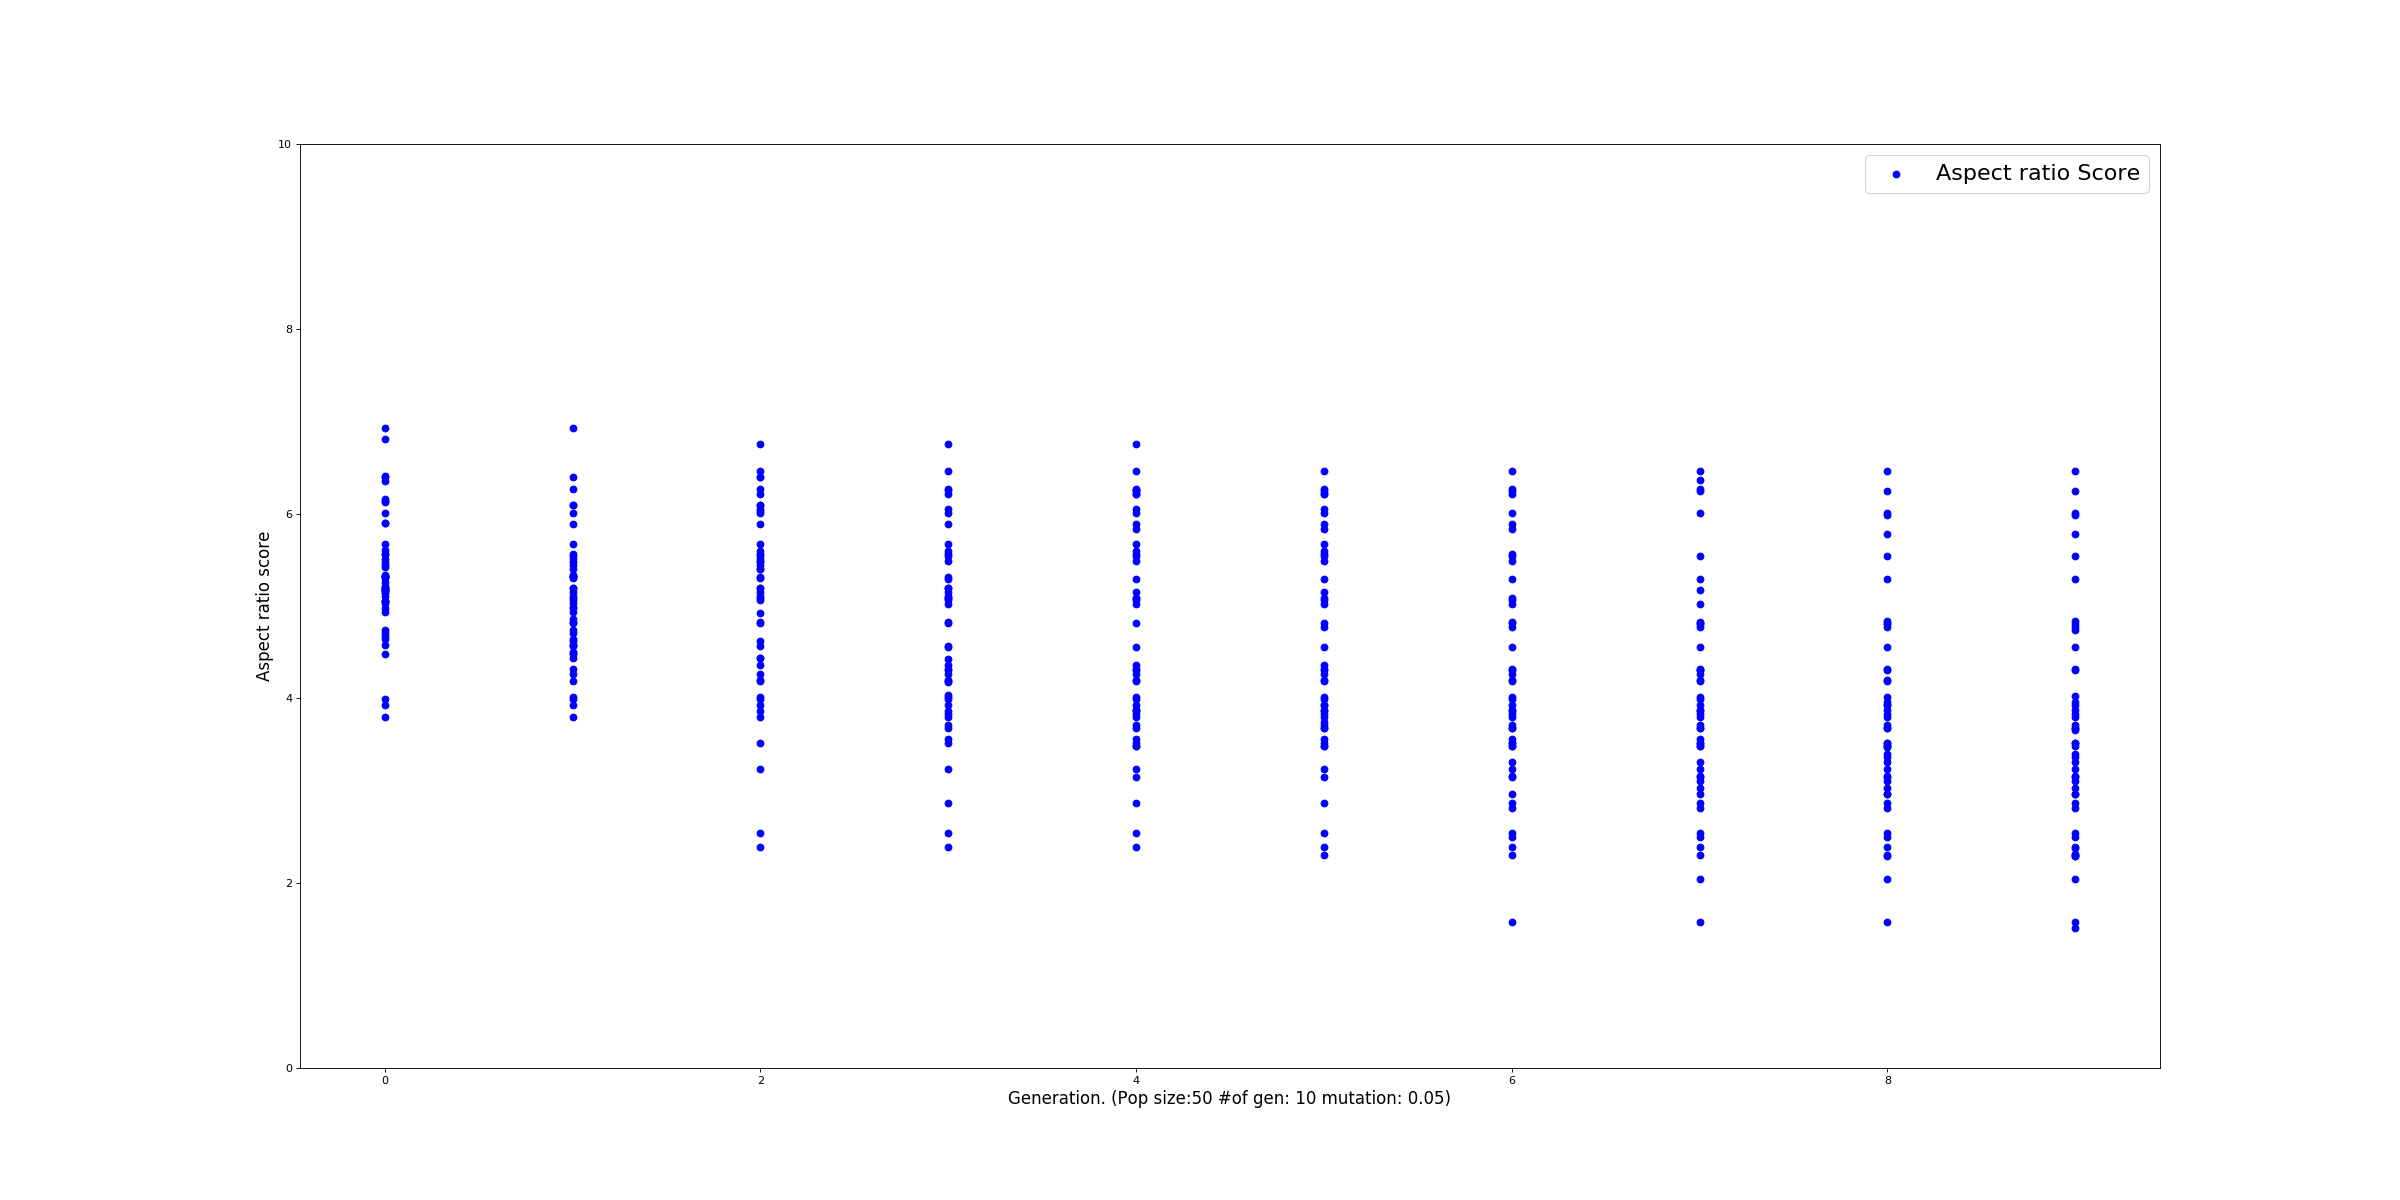 10
8
6
4
2
0
Aspect ratio score
Aspect ratio Score
0 2 4 6 8
Generation. (Pop size:50 #of gen: 10 mutation: 0.05)